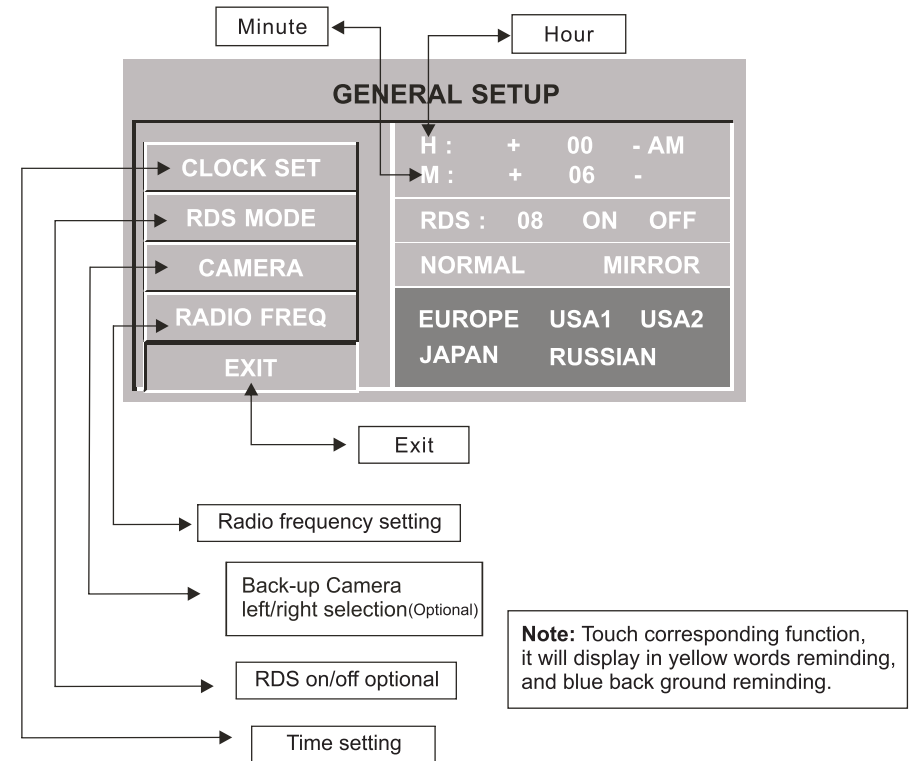 Minute
Hour
GENERAL SETUP
CLOCK SET
RDS MODE
CAMERA
RADIO FREQ
EXIT
H : + 00 - AM
M : + 06 -
RDS : 08 ON OFF
NORMAL MIRROR
EUROPE USA1 USA2
JAPAN RUSSIAN
Exit
Radio frequency setting
Back-up Camera
left/right selection(Optional)
RDS on/off optional
Time setting
Note: Touch corresponding function,
it will display in yellow words reminding,
and blue back ground reminding.